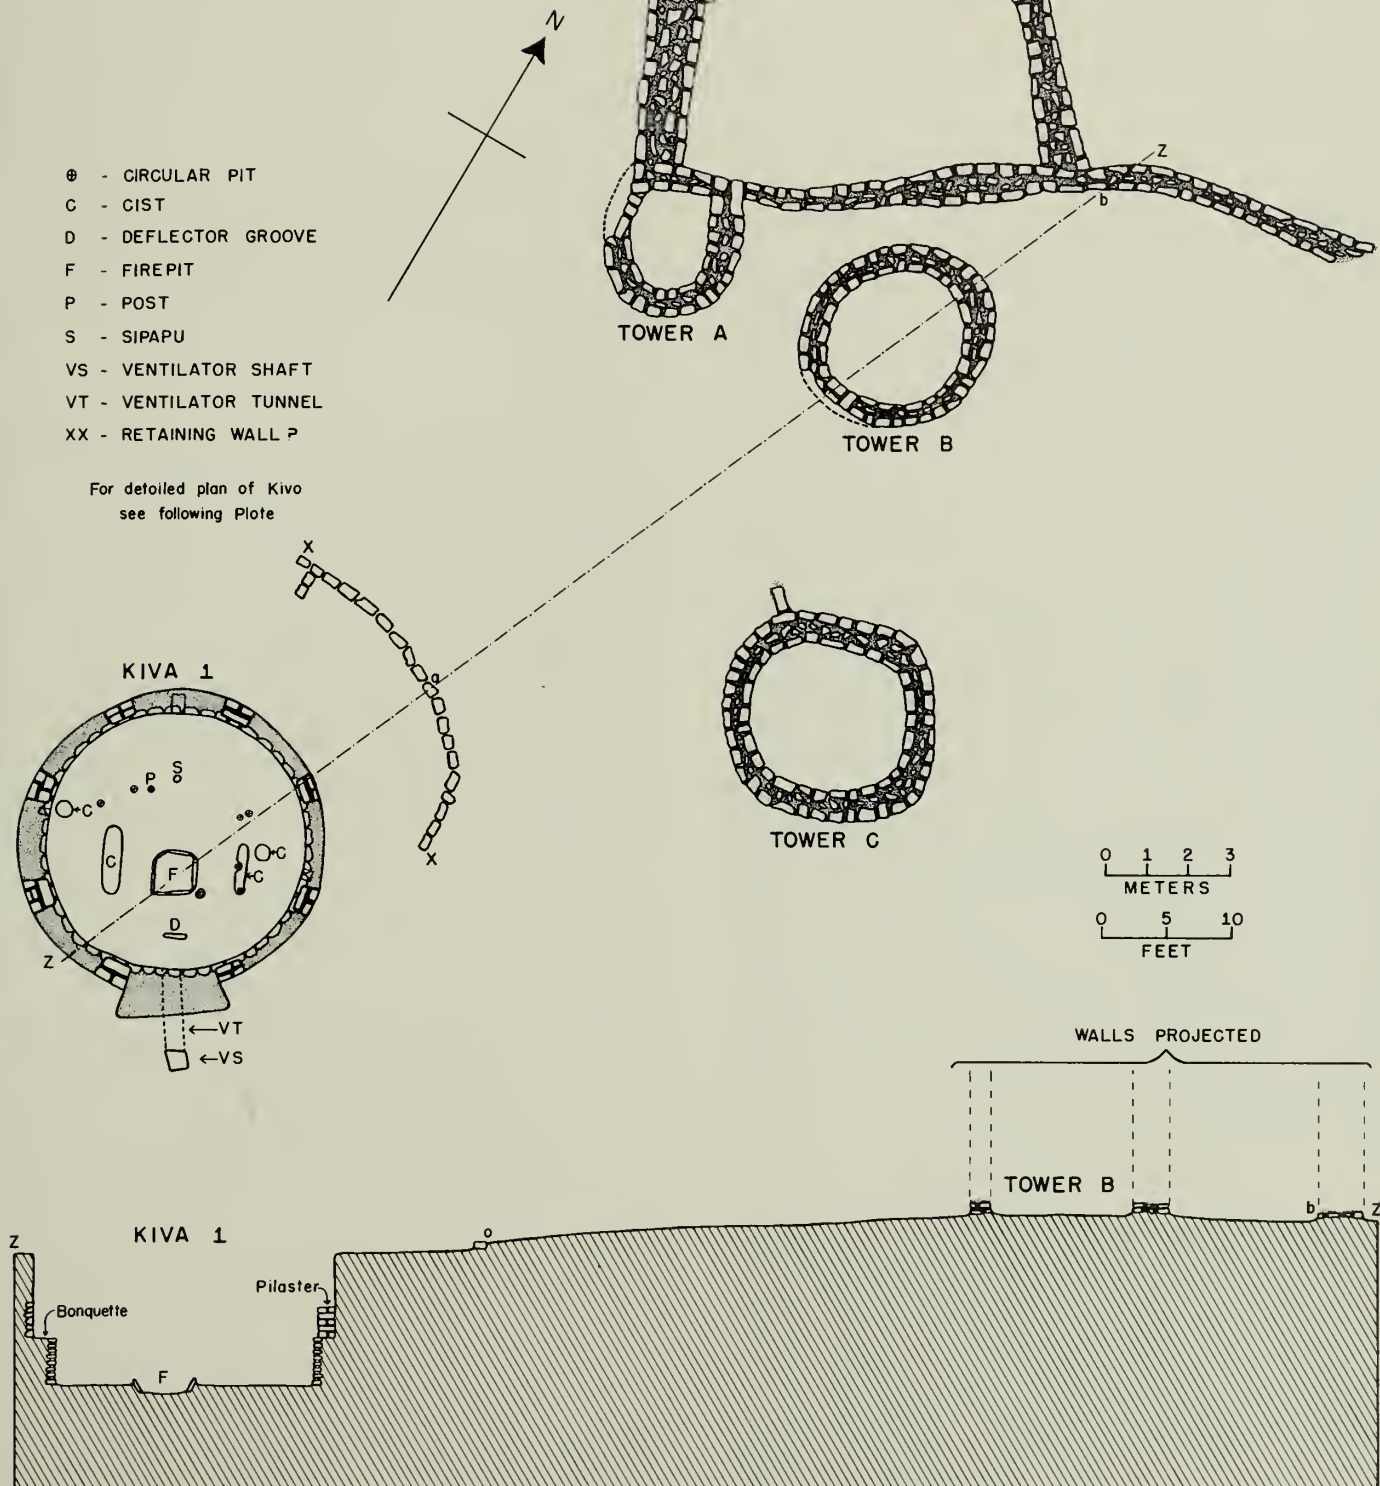 N
⊕ - CIRCULAR PIT
C - CIST
D - DEFLECTOR GROOVE
F - FIREPIT
P - POST
S - SIPAPU
VS - VENTILATOR SHAFT
VT - VENTILATOR TUNNEL
XX - RETAINING WALL ?
For detoiled plan of Kivo
see following Plote
Z
b
TOWER A
TOWER B
X
a
X
KIVA 1
S
P
C
C
C
C
F
D
Z
VT
VS
TOWER C
0 1 2 3
METERS
0 5 10
FEET
WALLS PROJECTED
TOWER B
Z
KIVA 1
a
b
Z
Pilaster
Bonquette
F